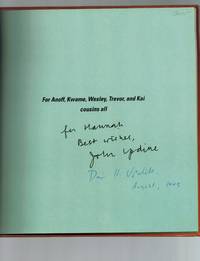 For Anoff, Kwame, Wesley, Trevor, and Kai
cousins all
for Hannah
Best wishes,
John Updike
August,